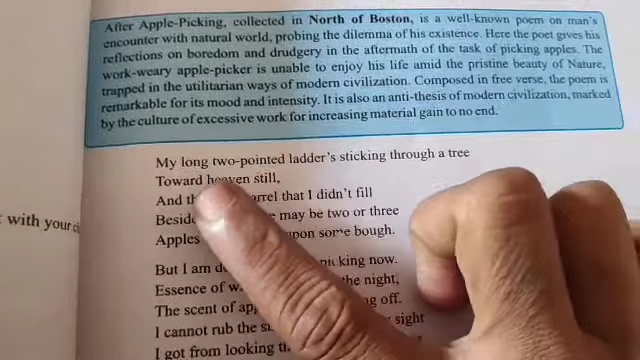 After Apple-Picking, collected in North of Boston, is a well-known poem on man's
encounter with natural world, probing the dilemma of his existence. Here the poet gives his
reflections on boredom and drudgery in the aftermath of the task of picking apples. The
work-weary apple-picker is unable to enjoy his life amid the pristine beauty of Nature,
trapped in the utilitarian ways of modern civilization. Composed in free verse, the poem is
remarkable for its mood and intensity. It is also an anti-thesis of modern civilization, marked
by the culture of excessive work for increasing material gain to no end.
My long two-pointed ladder's sticking through a tree
Toward heaven still,
And that I didn't fill
may be two or three
Apples upon some bough.
But I am king now.
Essence of the night,
The scent of off.
I cannot rub the sight
I got from looking
with your